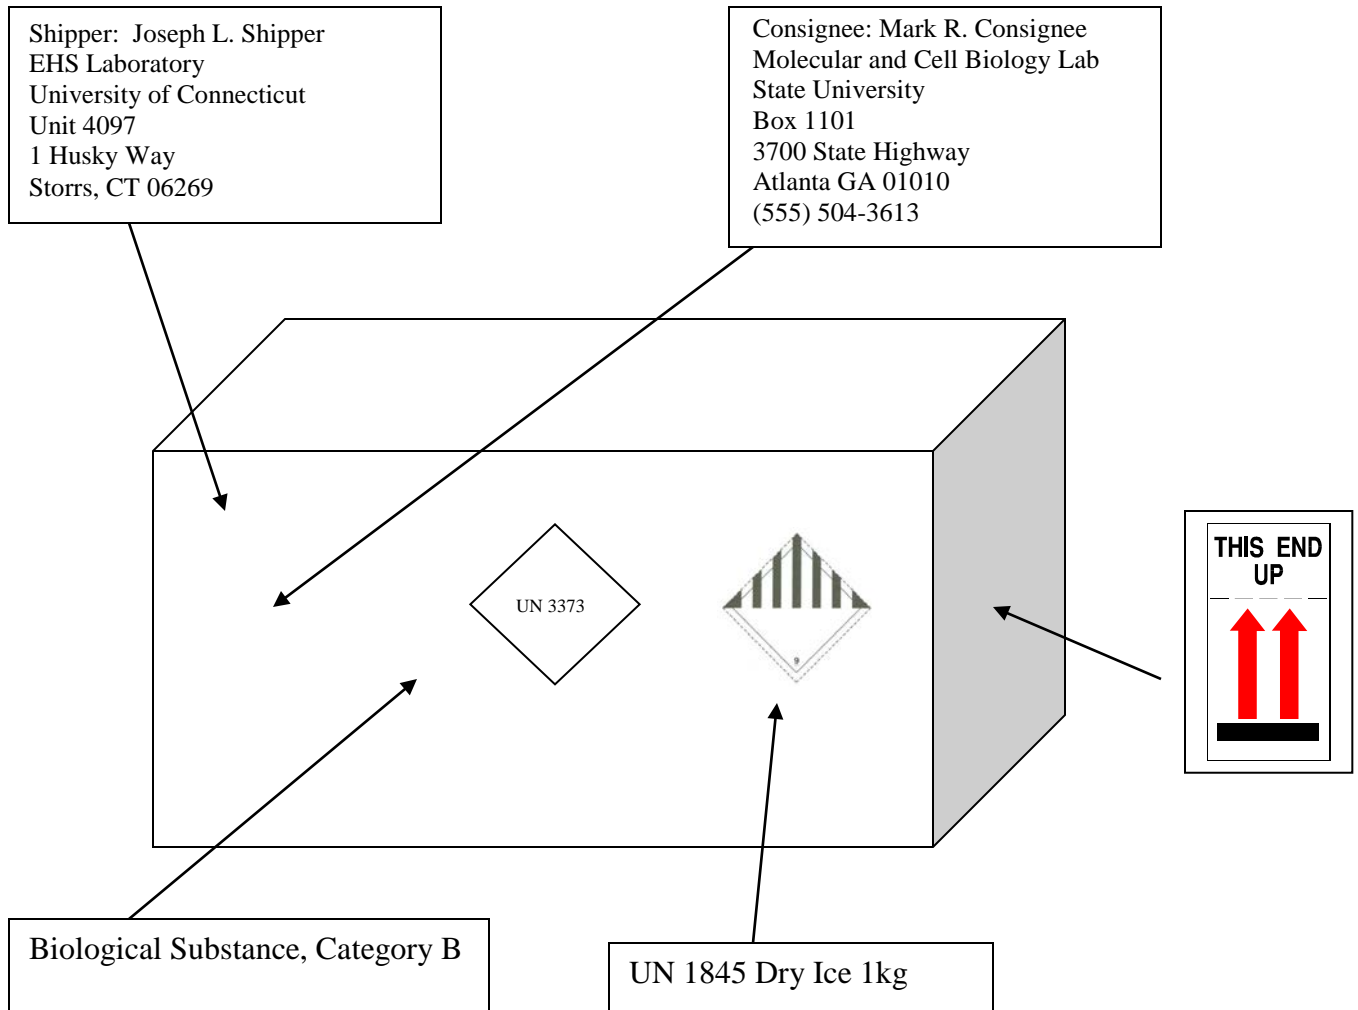 Shipper: Joseph L. Shipper
EHS Laboratory
University of Connecticut
Unit 4097
1 Husky Way
Storrs, CT 06269
Consignee: Mark R. Consignee
Molecular and Cell Biology Lab
State University
Box 1101
3700 State Highway
Atlanta GA 01010
(555) 504-3613
UN 3373
9
THIS END
UP
Biological Substance, Category B
UN 1845 Dry Ice 1kg